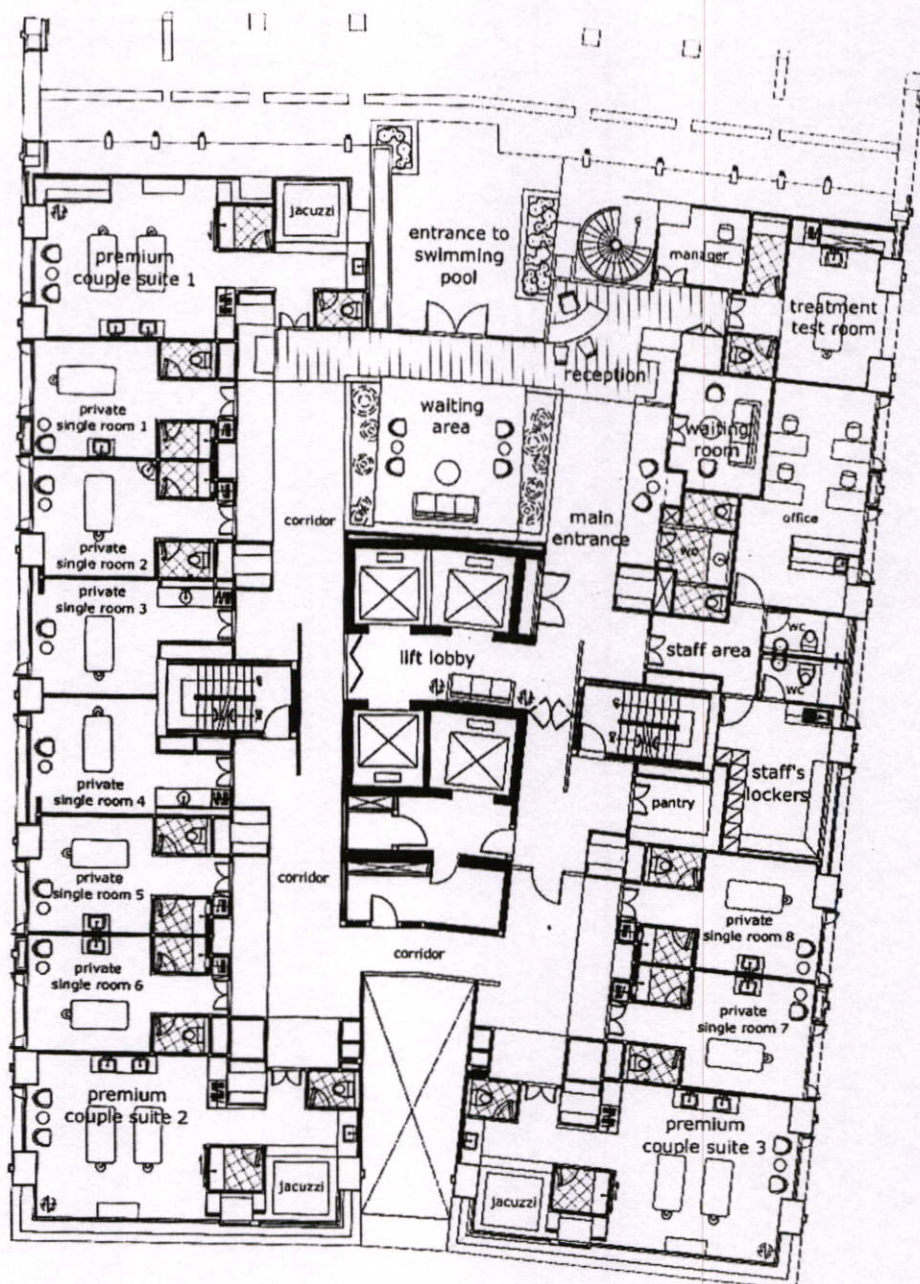 jacuzzi
premium
couple suite 1
entrance to
swimming
pool
manager
treatment
test room
reception
private
single room 1
waiting
area
waiting
room
private
single room 2
corridor
main
entrance
wc
office
private
single room 3
lift lobby
staff area
wc
wc
private
single room 4
staff's
lockers
pantry
private
single room 5
corridor
private
single room 8
private
single room 6
corridor
private
single room 7
premium
couple suite 2
premium
couple suite 3
jacuzzi
jacuzzi